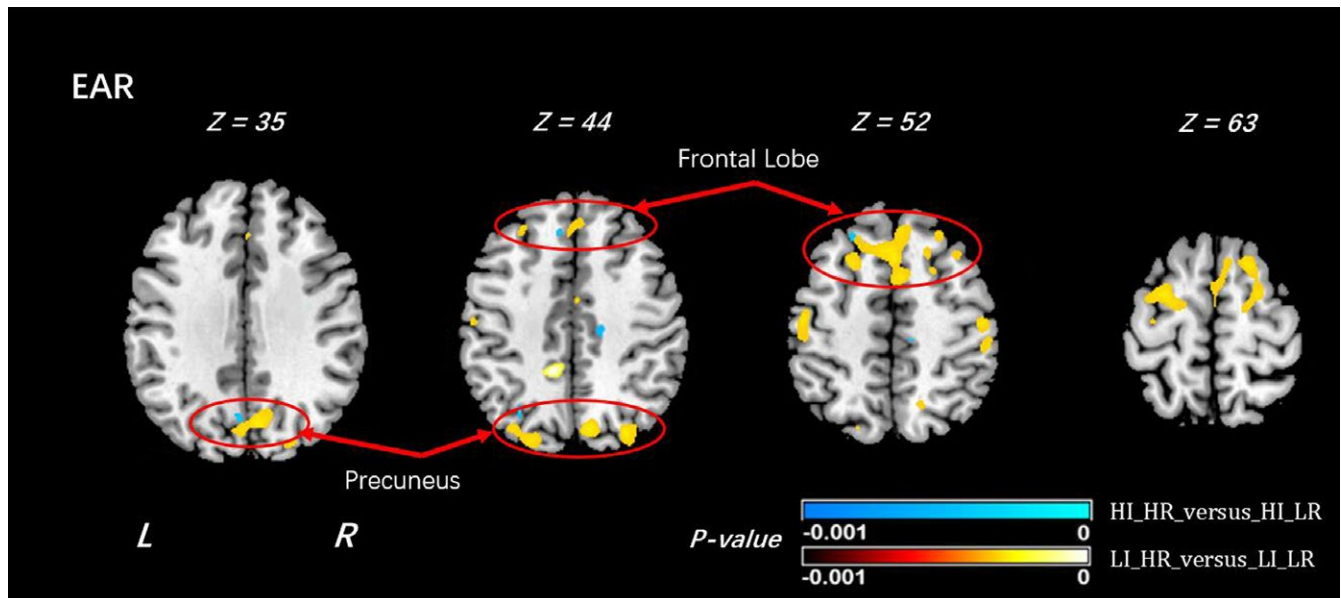 EAR
Z = 35
Z = 44
Z = 52
Z = 63
Frontal Lobe
Precuneus
L
R
P-value
-0.001
0
HI_HR_versus_HI_LR
-0.001
0
LI_HR_versus_LI_LR